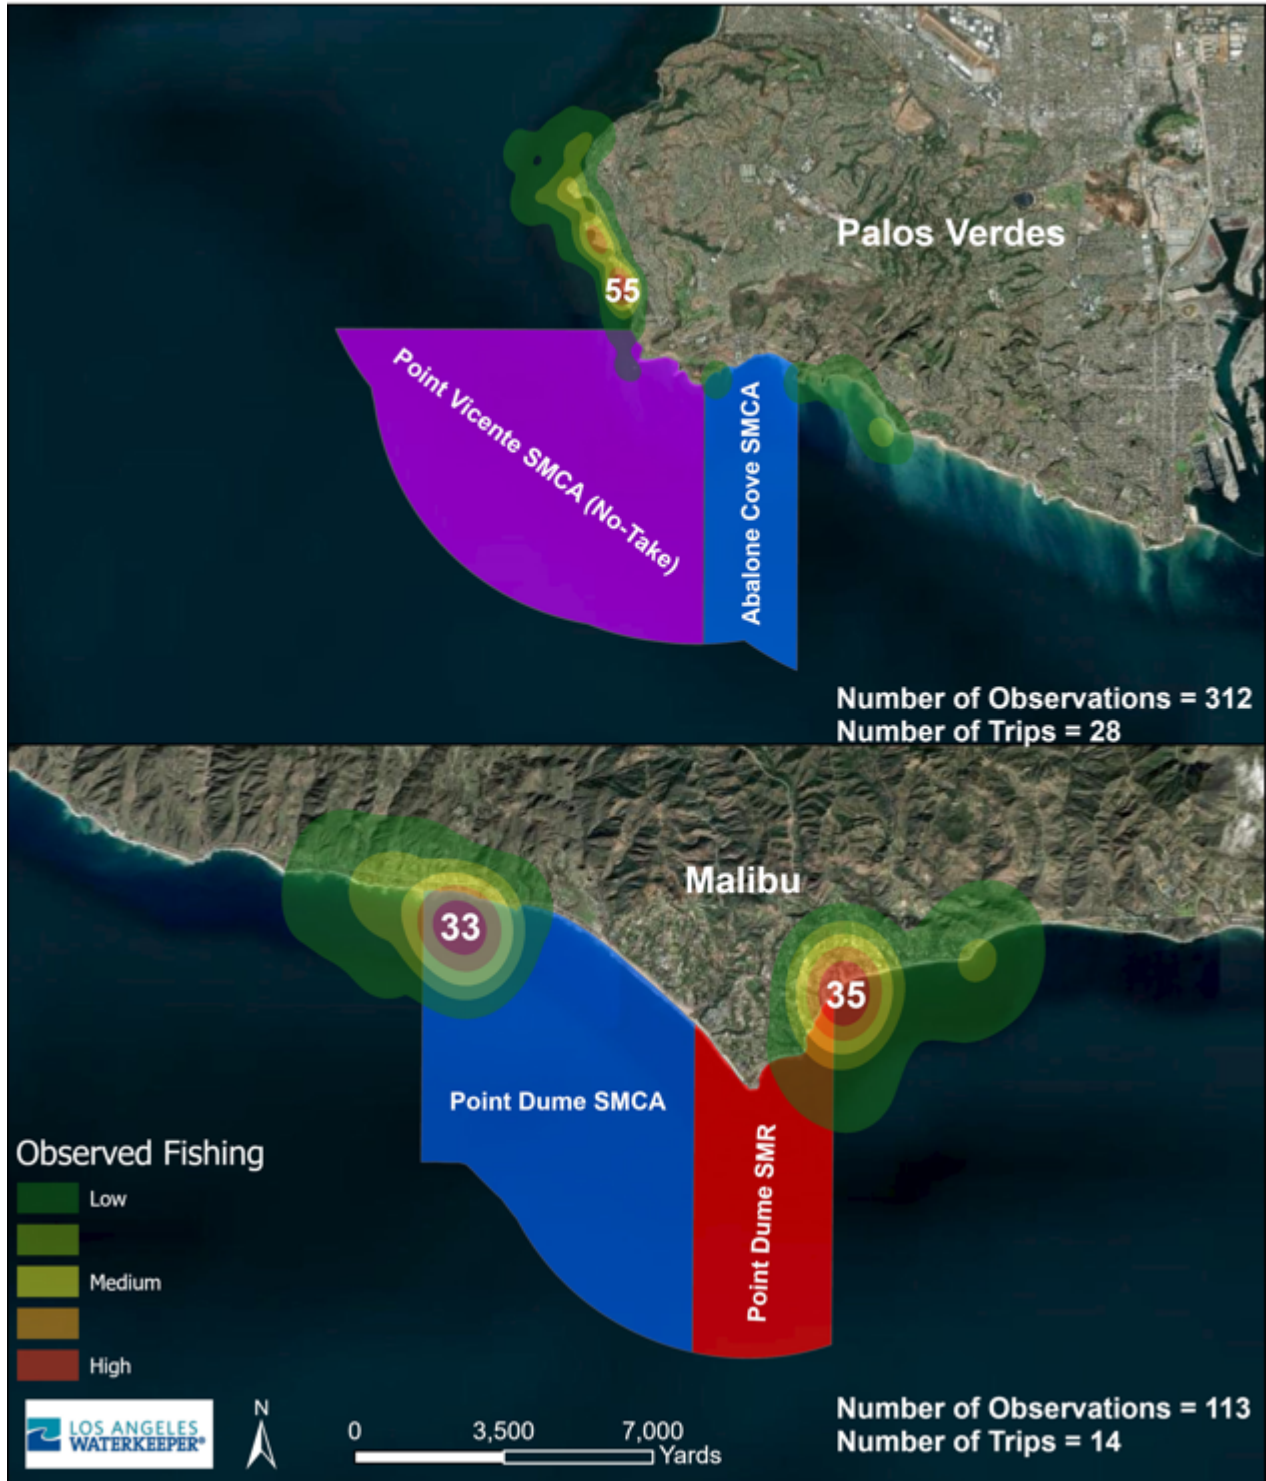 Palos Verdes
55
Point Vicente SMCA (No-Take)
Abalone Cove SMCA
Number of Observations = 312
Number of Trips = 28
Malibu
33
35
Point Dume SMCA
Point Dume SMR
Observed Fishing
Low
Medium
High
LOS ANGELES
WATERKEEPER®
N
0 3,500 7,000
Yards
Number of Observations = 113
Number of Trips = 14